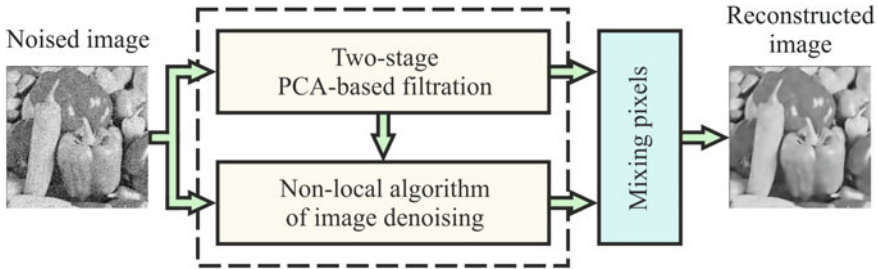 Noised image
Two-stage
PCA-based filtration
Non-local algorithm
of image denoising
Mixing pixels
Reconstructed
image